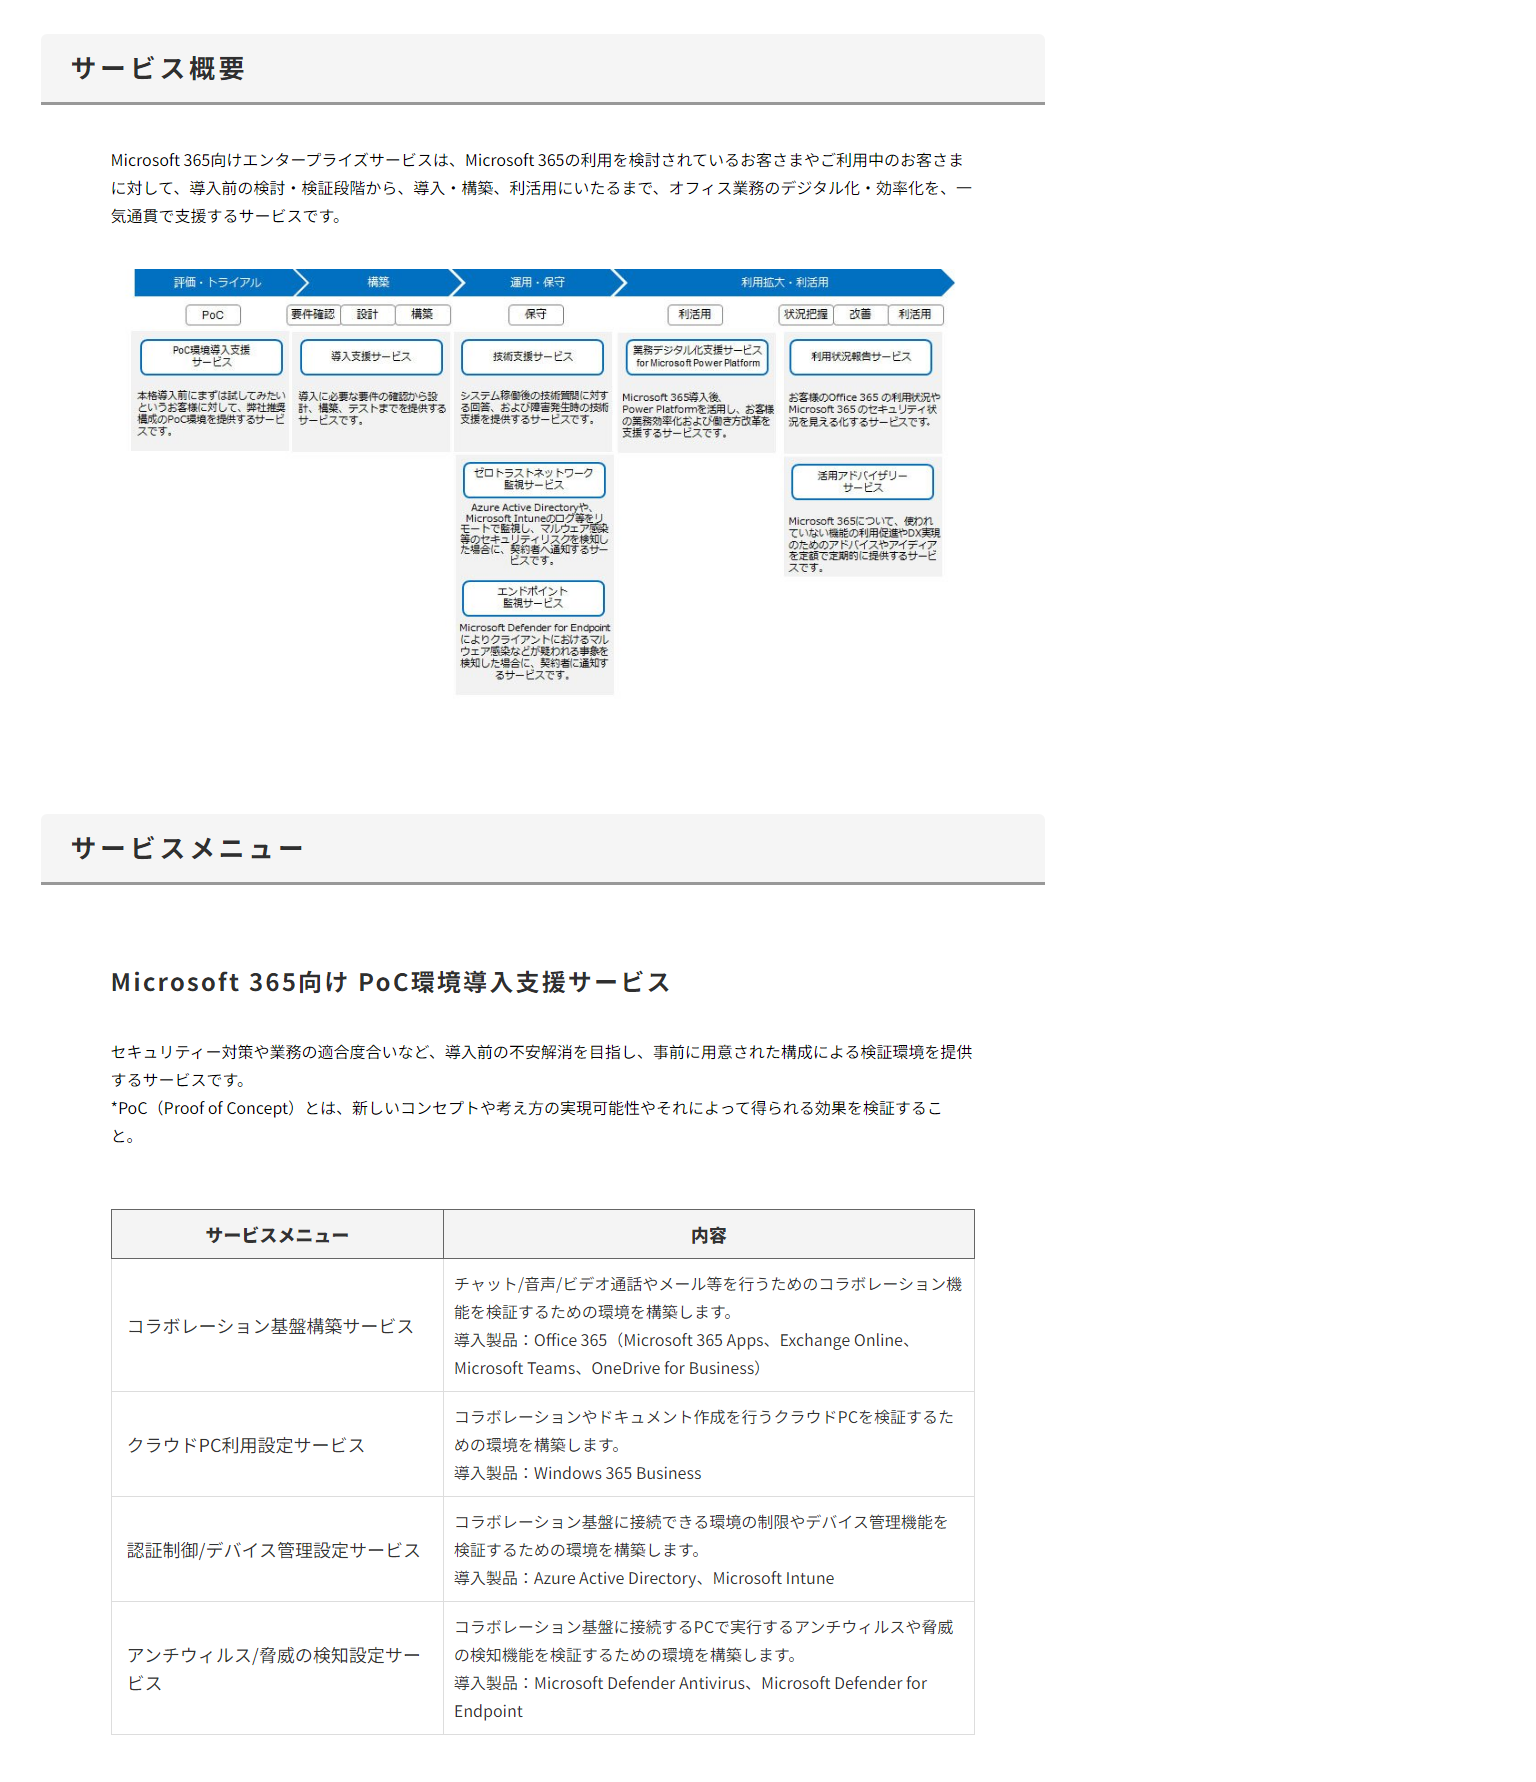 サービス概要
Microsoft 365向けエンタープライズサービスは、Microsoft 365の利用を検討されているお客さまやご利用中のお客さま
に対して、導入前の検討・検証段階から、導入・構築、利活用にいたるまで、オフィス業務のデジタル化・効率化を、一
気通貫で支援するサービスです。
評価・トライアル
構築
運用・保守
利用拡大・利活用
PoC
要件確認
設計
構築
保守
利活用
状況把握
改善
利活用
PoC環境導入支援
サービス
本格導入前にまずは試してみたい
というお客様に対して、弊社推奨
構成のPoC環境を提供するサービ
スです。
導入支援サービス
導入に必要な要件の確認から設
計、構築、テストまでを提供する
サービスです。
技術支援サービス
システム稼働後の技術質問に対す
る回答、および障害発生時の技術
支援を提供するサービスです。
ゼロトラストネットワーク
監視サービス
Azure Active Directoryや、
Microsoft Intuneのログ等をリ
モートで監視し、マルウェア感染
等のセキュリティリスクを検知し
た場合に、契約者へ通知するサー
ビスです。
エンドポイント
監視サービス
Microsoft Defender for Endpoint
によりクライアントにおけるマル
ウェア感染などが疑われる事象を
検知した場合に、契約者に通知す
るサービスです。
業務デジタル化支援サービス
for Microsoft Power Platform
Microsoft 365導入後、
Power Platformを活用し、お客様
の業務効率化および働き方改革を
支援するサービスです。
利用状況報告サービス
お客様のOffice 365 の利用状況や
Microsoft 365 のセキュリティ状
況を見える化するサービスです。
活用アドバイザリー
サービス
Microsoft 365について、使われ
ていない機能の利用促進やDX実現
のためのアドバイスやアイディア
を定額で定期的に提供するサービ
スです。
サービスメニュー
Microsoft 365向け PoC環境導入支援サービス
セキュリティー対策や業務の適合度合いなど、導入前の不安解消を目指し、事前に用意された構成による検証環境を提供
するサービスです。
*PoC（Proof of Concept）とは、新しいコンセプトや考え方の実現可能性やそれによって得られる効果を検証するこ
と。
サービスメニュー
内容
コラボレーション基盤構築サービス
チャット/音声/ビデオ通話やメール等を行うためのコラボレーション機
能を検証するための環境を構築します。
導入製品：Office 365（Microsoft 365 Apps、Exchange Online、
Microsoft Teams、OneDrive for Business）
クラウドPC利用設定サービス
コラボレーションやドキュメント作成を行うクラウドPCを検証するた
めの環境を構築します。
導入製品：Windows 365 Business
認証制御/デバイス管理設定サービス
コラボレーション基盤に接続できる環境の制限やデバイス管理機能を
検証するための環境を構築します。
導入製品：Azure Active Directory、Microsoft Intune
アンチウィルス/脅威の検知設定サー
ビス
コラボレーション基盤に接続するPCで実行するアンチウィルスや脅威
の検知機能を検証するための環境を構築します。
導入製品：Microsoft Defender Antivirus、Microsoft Defender for
Endpoint